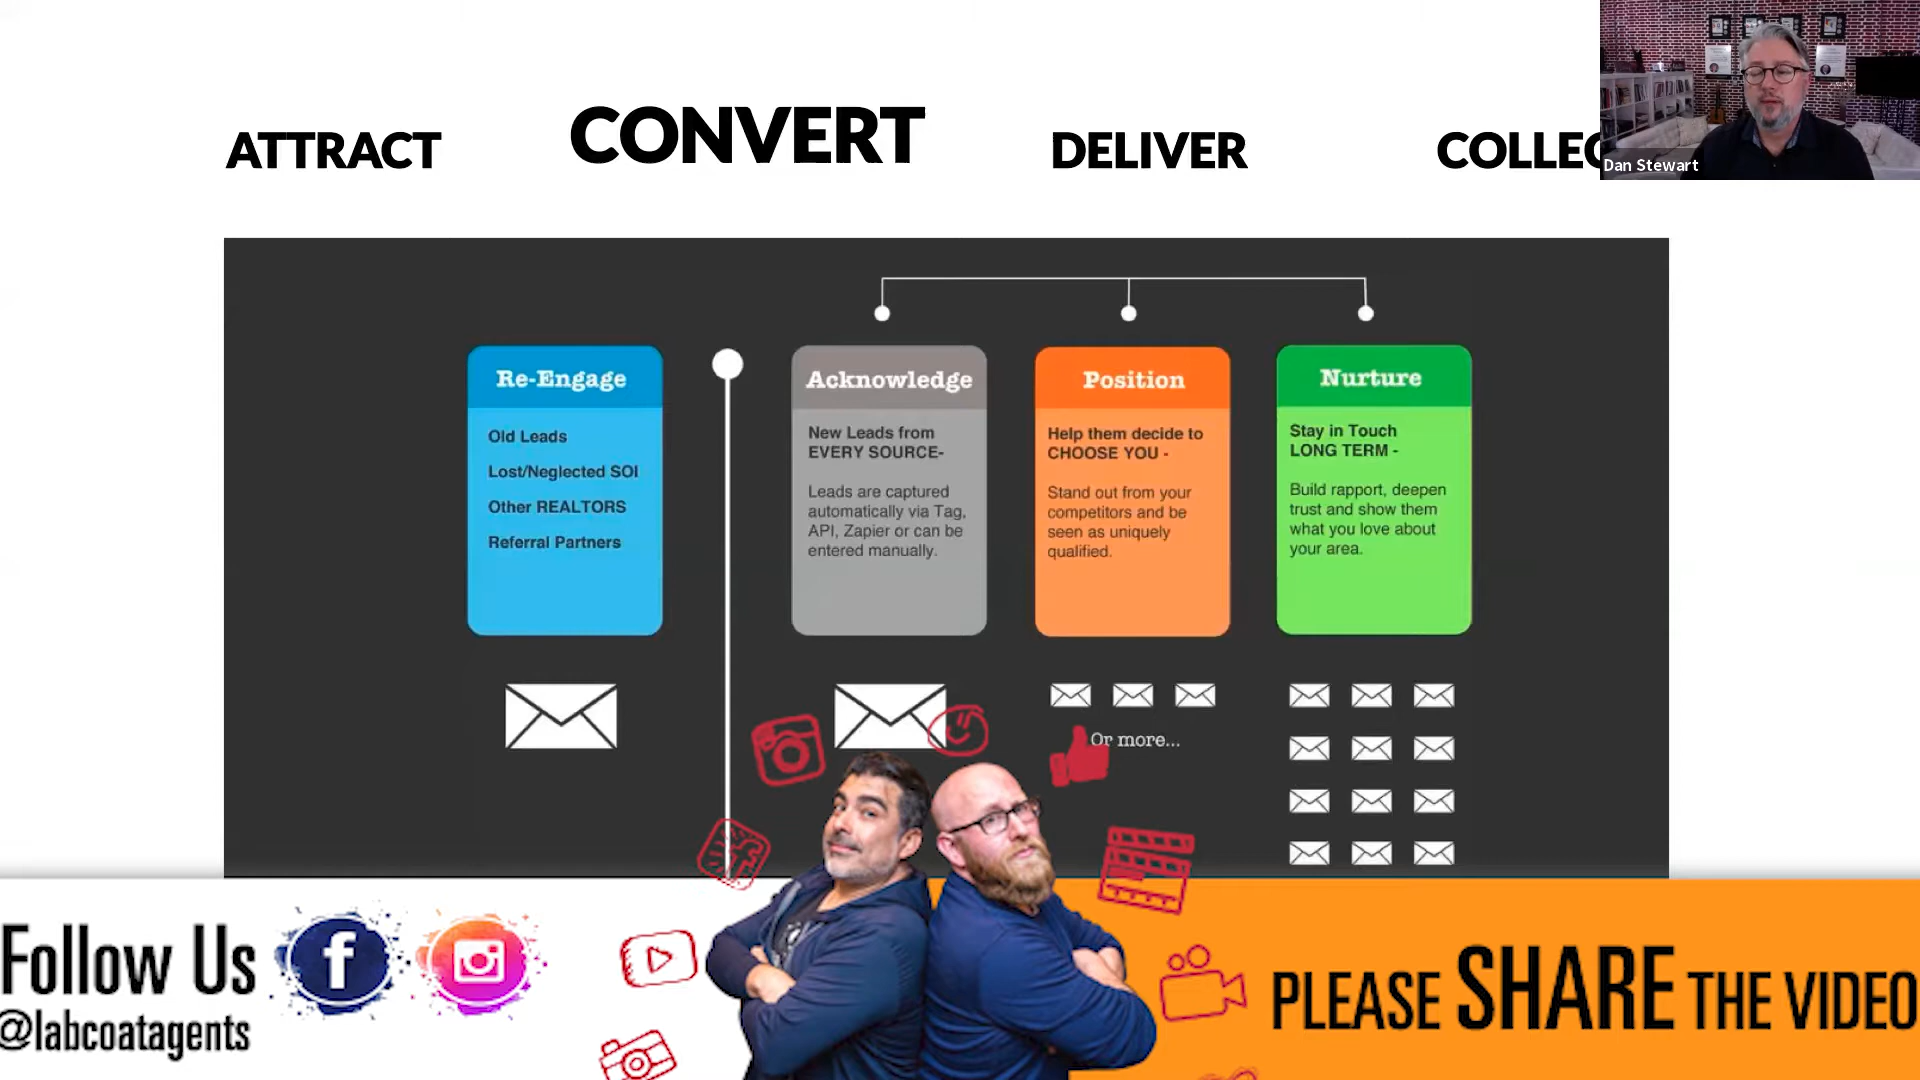 ATTRACT
CONVERT
DELIVER
COLLEC
Dan Stewart
Re-Engage
Old Leads
Lost/Neglected SOI
Other REALTORS
Referral Partners
Acknowledge
New Leads from
EVERY SOURCE-
Leads are captured
automatically via Tag,
API, Zapier or can be
entered manually.
Position
Help them decide to
CHOOSE YOU -
Stand out from your
competitors and be
seen as uniquely
qualified.
Or more...
Nurture
Stay in Touch
LONG TERM -
Build rapport, deepen
trust and show them
what you love about
your area.
Follow Us
@labcoatagents
PLEASE SHARE THE VIDEO